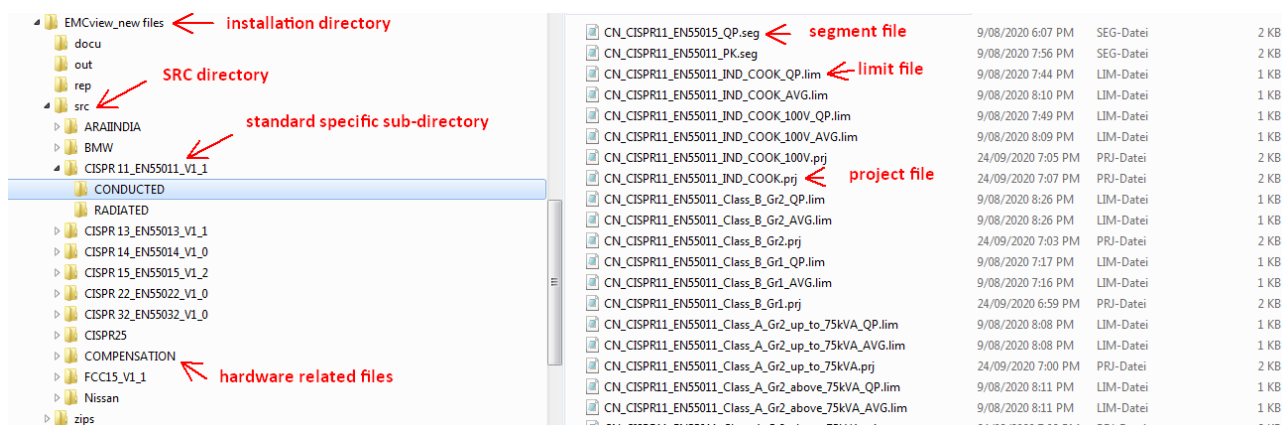 EMCview_new files installation directory
docu
out
rep
SRC directory
src
ARAIINDIA
standard specific sub-directory
BMW
CISPR 11_EN55011_V1_1
CONDUCTED
RADIATED
CISPR 13_EN55013_V1_1
CISPR 14_EN55014_V1_0
CISPR 15_EN55015_V1_2
CISPR 22_EN55022_V1_0
CISPR 32_EN55032_V1_0
CISPR25
COMPENSATION
hardware related files
FCC15_V1_1
Nissan
zips
CN_CISPR11_EN55015_QP.seg segment file 9/08/2020 6:07 PM SEG-Datei 2 KB
CN_CISPR11_EN55011_PK.seg 9/08/2020 7:56 PM SEG-Datei 2 KB
CN_CISPR11_EN55011_IND_COOK_QP.lim limit file 9/08/2020 7:44 PM LIM-Datei 1 KB
CN_CISPR11_EN55011_IND_COOK_AVG.lim 9/08/2020 8:10 PM LIM-Datei 1 KB
CN_CISPR11_EN55011_IND_COOK_100V_QP.lim 9/08/2020 7:49 PM LIM-Datei 1 KB
CN_CISPR11_EN55011_IND_COOK_100V_AVG.lim 9/08/2020 8:09 PM LIM-Datei 1 KB
CN_CISPR11_EN55011_IND_COOK_100V.prj 24/09/2020 7:05 PM PRJ-Datei 2 KB
CN_CISPR11_EN55011_IND_COOK.prj project file 24/09/2020 7:07 PM PRJ-Datei 2 KB
CN_CISPR11_EN55011_Class_B_Gr2_QP.lim 9/08/2020 8:26 PM LIM-Datei 1 KB
CN_CISPR11_EN55011_Class_B_Gr2_AVG.lim 9/08/2020 8:26 PM LIM-Datei 1 KB
CN_CISPR11_EN55011_Class_B_Gr2.prj 24/09/2020 7:03 PM PRJ-Datei 2 KB
CN_CISPR11_EN55011_Class_B_Gr1_QP.lim 9/08/2020 7:17 PM LIM-Datei 1 KB
CN_CISPR11_EN55011_Class_B_Gr1_AVG.lim 9/08/2020 7:16 PM LIM-Datei 1 KB
CN_CISPR11_EN55011_Class_B_Gr1.prj 24/09/2020 6:59 PM PRJ-Datei 2 KB
CN_CISPR11_EN55011_Class_A_Gr2_up_to_75kVA_QP.lim 9/08/2020 8:08 PM LIM-Datei 1 KB
CN_CISPR11_EN55011_Class_A_Gr2_up_to_75kVA_AVG.lim 9/08/2020 8:08 PM LIM-Datei 1 KB
CN_CISPR11_EN55011_Class_A_Gr2_up_to_75kVA.prj 24/09/2020 7:00 PM PRJ-Datei 2 KB
CN_CISPR11_EN55011_Class_A_Gr2_above_75kVA_QP.lim 9/08/2020 8:11 PM LIM-Datei 1 KB
CN_CISPR11_EN55011_Class_A_Gr2_above_75kVA_AVG.lim 9/08/2020 8:11 PM LIM-Datei 1 KB